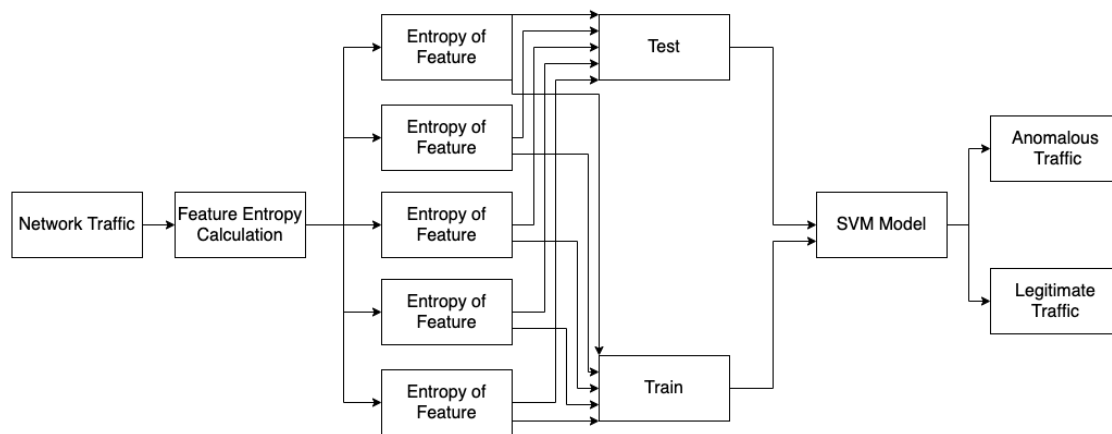 Network Traffic
Feature Entropy
Calculation
Entropy of
Feature
Entropy of
Feature
Entropy of
Feature
Entropy of
Feature
Entropy of
Feature
Test
Train
SVM Model
Anomalous
Traffic
Legitimate
Traffic